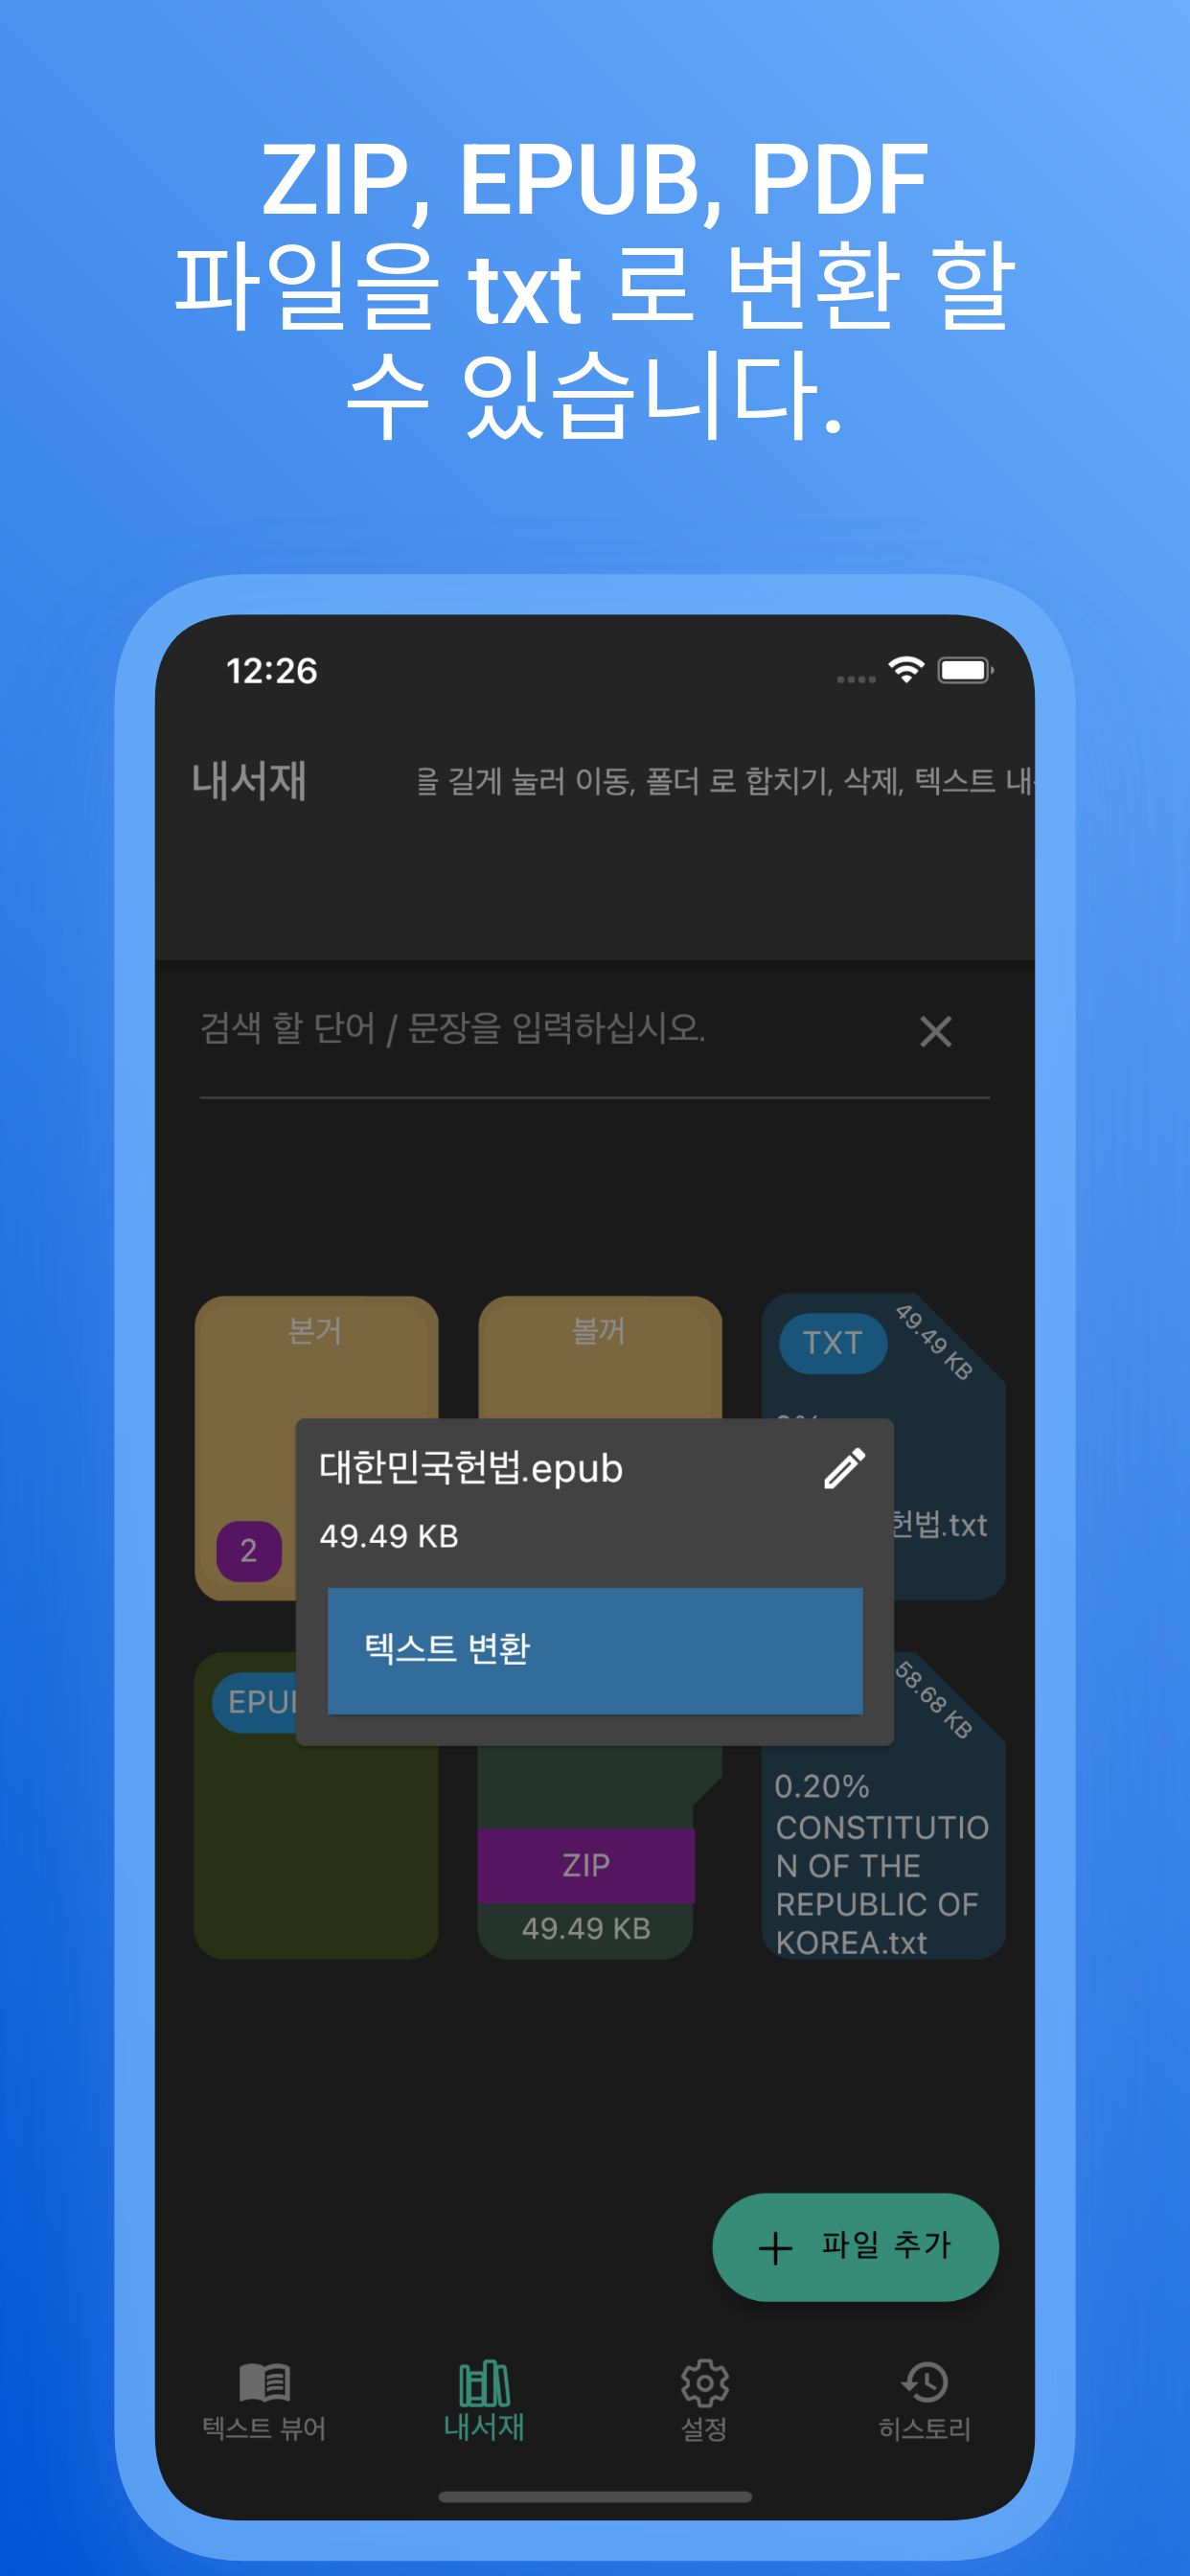 ZIP, EPUB, PDF
파일을 txt 로 변환 할
수 있습니다.
12:26
내서재
을 길게 눌러 이동, 폴더 로 합치기, 삭제, 텍스트
검색 할 단어 / 문장을 입력하십시오.
본거
볼꺼
TXT
49.49 KB
대한민국헌법.epub
49.49 KB
헌법.txt
2
텍스트 변환
58.68 KB
0.20%
CONSTITUTIO
N OF THE
REPUBLIC OF
KOREA.txt
ZIP
49.49 KB
파일 추가
텍스트 뷰어
내서재
설정
히스토리